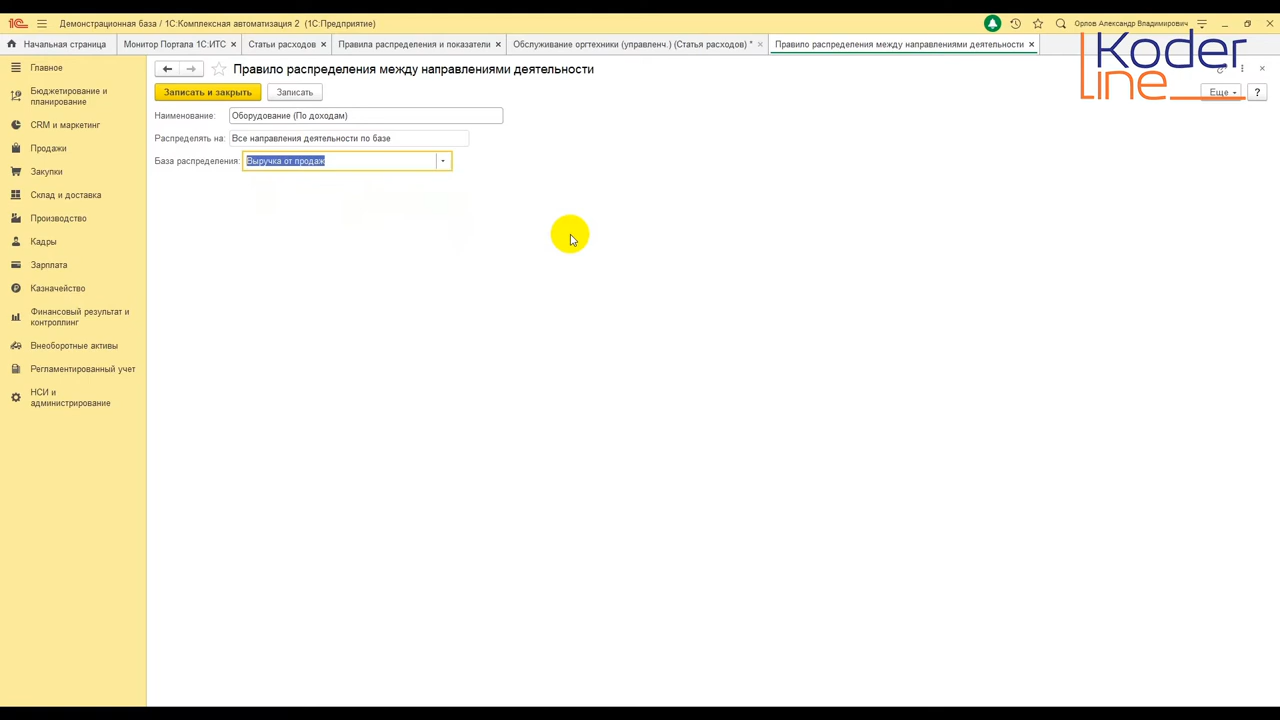 Демонстрационная база / 1С:Комплексная автоматизация 2 (1С:Предприятие)
Орлов Александр Владимирович
Начальная страница
Монитор Портала 1С:ИТС
Статьи расходов
Правила распределения и показатели
Обслуживание оргтехники (управленч.) (Статья расходов) *
Правило распределения между направлениями деятельности
Koder
line
Главное
Бюджетирование и
планирование
CRM и маркетинг
Продажи
Закупки
Склад и доставка
Производство
Кадры
Зарплата
Казначейство
Финансовый результат и
контроллинг
Внеоборотные активы
Регламентированный учет
НСИ и
администрирование
Правило распределения между направлениями деятельности
Записать и закрыть
Записать
Еще
?
Наименование: Оборудование (По доходам)
Распределять на: Все направления деятельности по базе
База распределения: Выручка от продаж